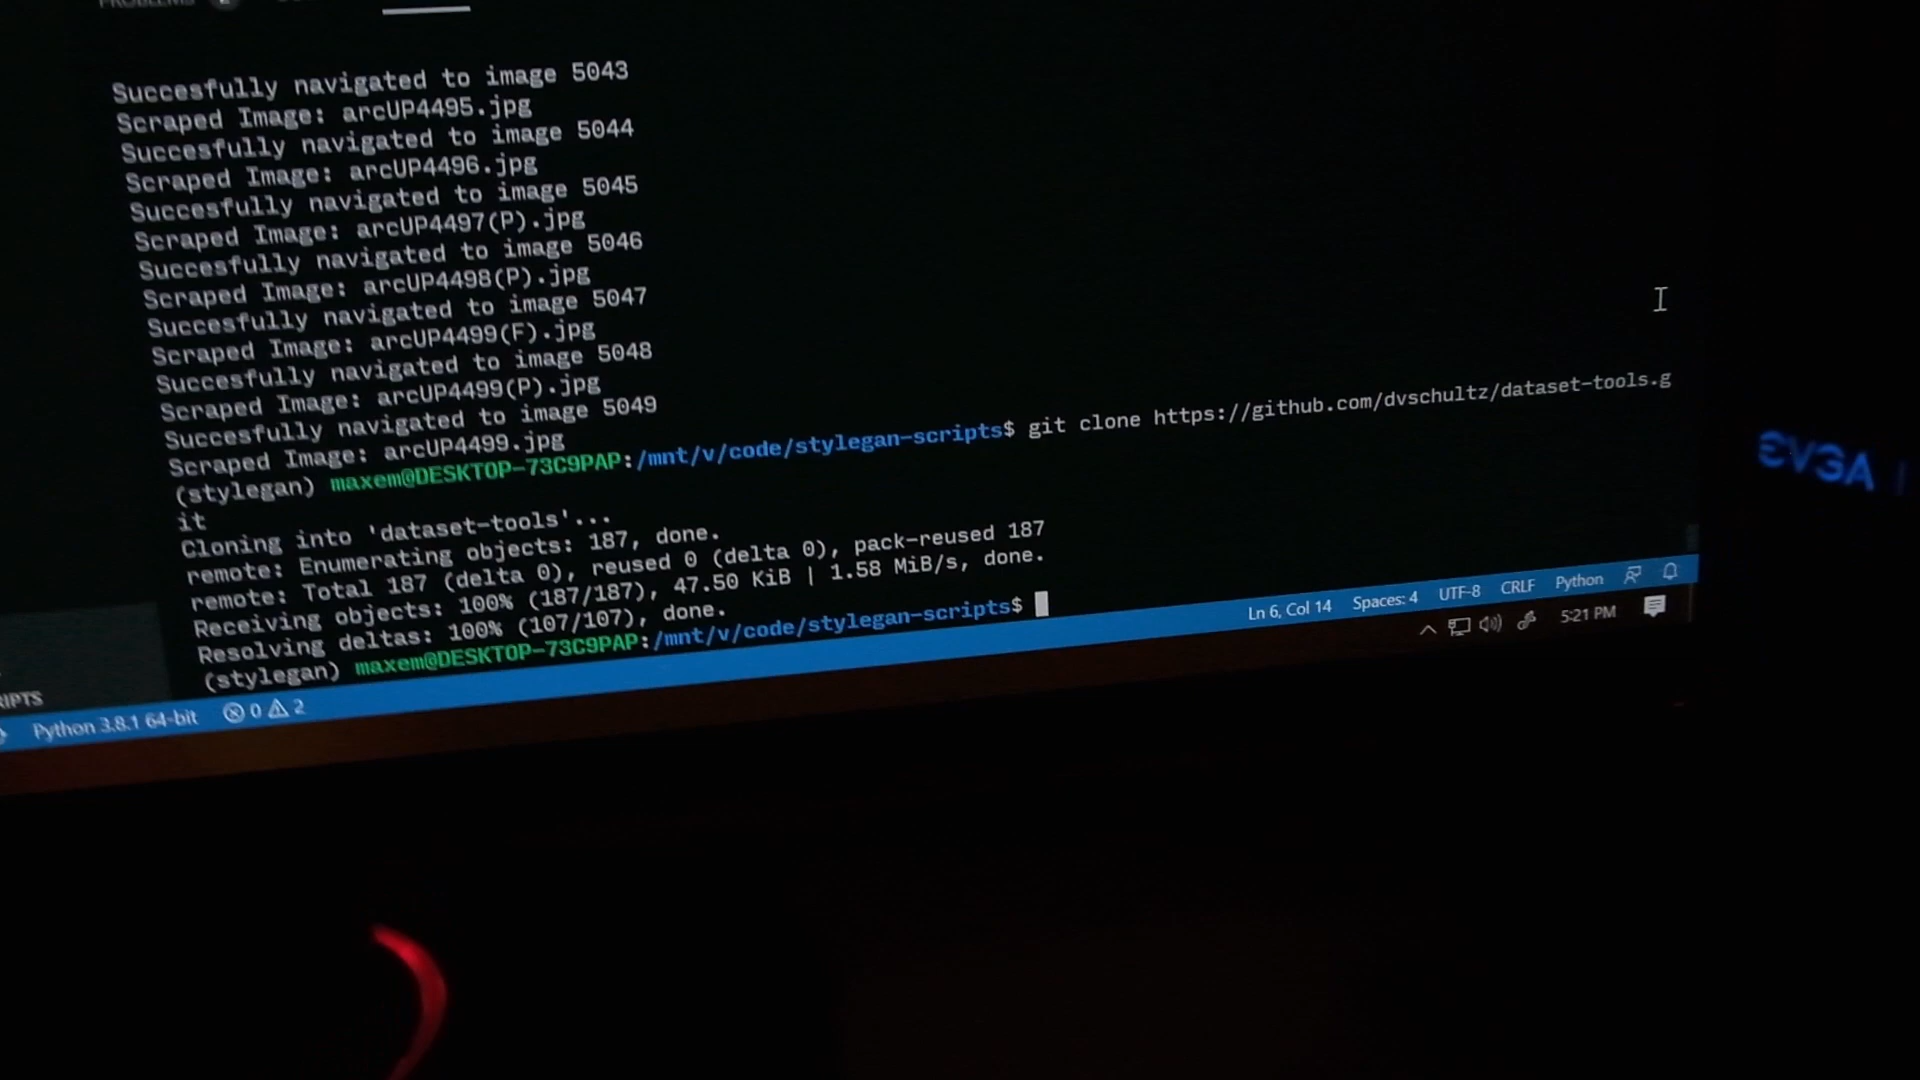 PROBLEMS
Succesfully navigated to image 5043
Scraped Image: arcUP4495.jpg
Succesfully navigated to image 5044
Scraped Image: arcUP4496.jpg
Succesfully navigated to image 5045
Scraped Image: arcUP4497(P).jpg
Succesfully navigated to image 5046
Scraped Image: arcUP4498(P).jpg
Succesfully navigated to image 5047
Scraped Image: arcUP4499(F).jpg
Succesfully navigated to image 5048
Scraped Image: arcUP4499(P).jpg
Succesfully navigated to image 5049
Scraped Image: arcUP4499.jpg
(stylegan) maxem@DESKTOP-73C9PAP:/mnt/v/code/stylegan-scripts$ git clone https://github.com/dvschultz/dataset-tools.g
it
Cloning into 'dataset-tools'...
remote: Enumerating objects: 187, done.
remote: Total 187 (delta 0), reused 0 (delta 0), pack-reused 187
Receiving objects: 100% (187/187), 47.50 KiB | 1.58 MiB/s, done.
Resolving deltas: 100% (107/107), done.
(stylegan) maxem@DESKTOP-73C9PAP:/mnt/v/code/stylegan-scripts$
RIPTS
Python 3.8.1 64-bit 0 2
Ln 6, Col 14 Spaces: 4 UTF-8 CRLF Python
5:21 PM
EVGA